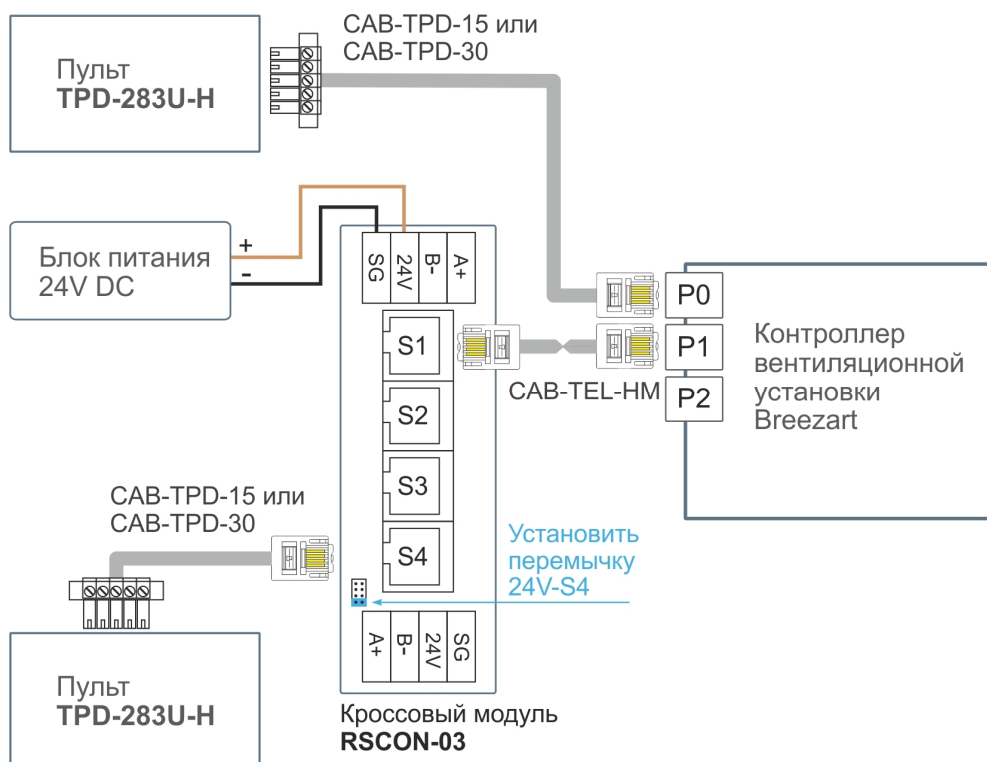 CAB-TPD-15 или
CAB-TPD-30
Пульт
TPD-283U-H
Блок питания
24V DC
+
-
SG
24V
B-
A+
S1
S2
S3
S4
P0
P1
P2
CAB-TEL-HM
Контроллер
вентиляционной
установки
Breezart
CAB-TPD-15 или
CAB-TPD-30
Установить
перемычку
24V-S4
A+
B-
24V
SG
Пульт
TPD-283U-H
Кроссовый модуль
RSCON-03